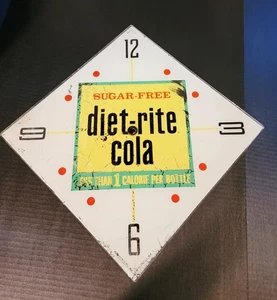 12
SUGAR-FREE
diet-rite
9 3
cola
LESS THAN 1 CALORIE PER BOTTLE
6